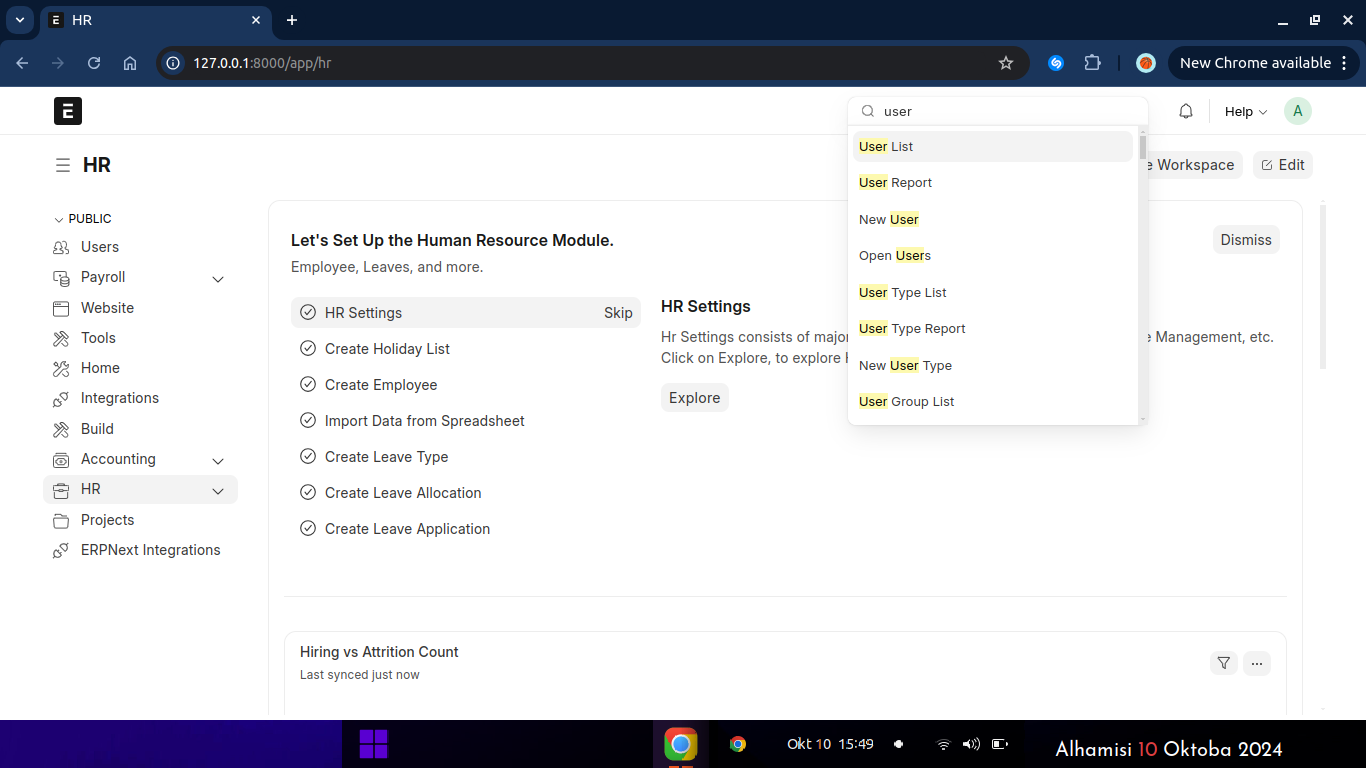 HR
127.0.0.1:8000/app/hr
New Chrome available
E
user
Help
A
HR
e Workspace
Edit
User List
User Report
New User
Open Users
User Type List
User Type Report
New User Type
User Group List
PUBLIC
Users
Payroll
Website
Tools
Home
Integrations
Build
Accounting
HR
Projects
ERPNext Integrations
Let's Set Up the Human Resource Module.
Dismiss
Employee, Leaves, and more.
HR Settings
Skip
Create Holiday List
Create Employee
Import Data from Spreadsheet
Create Leave Type
Create Leave Allocation
Create Leave Application
HR Settings
Hr Settings consists of major
e Management, etc.
Click on Explore, to explore
Explore
Hiring vs Attrition Count
Last synced just now
Okt 10 15:49
Alhamisi 10 Oktoba 2024